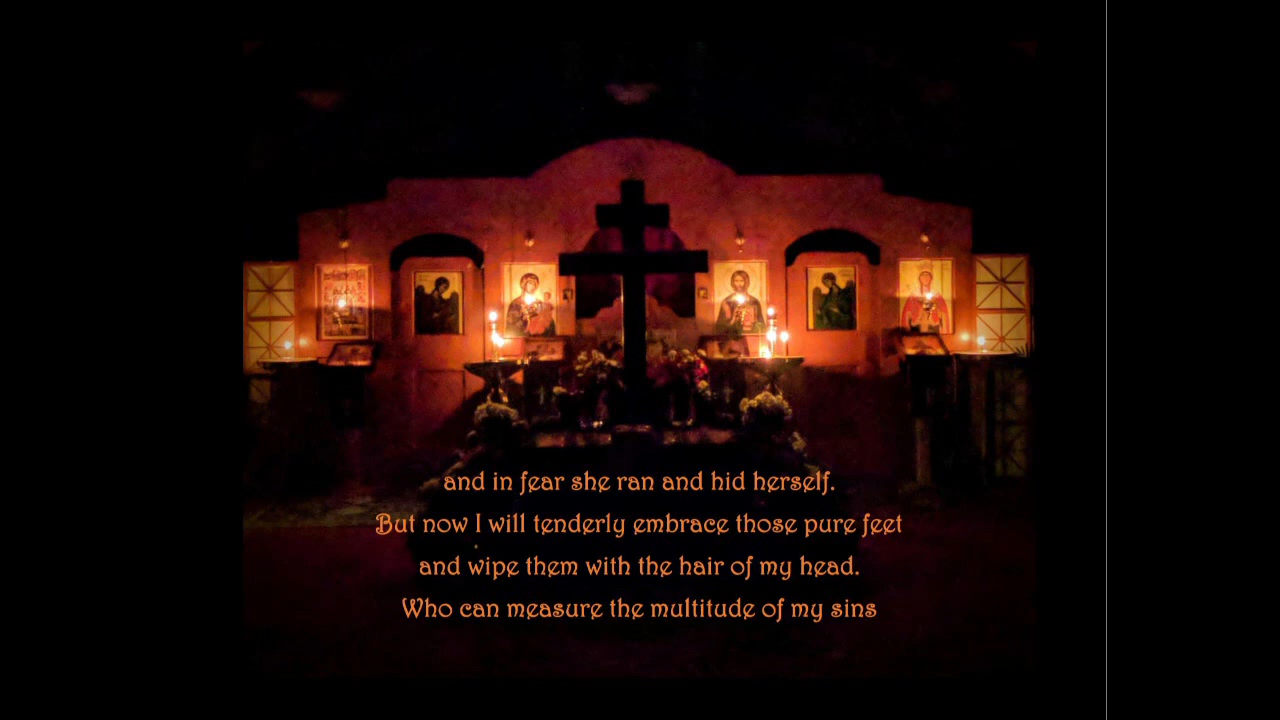 and in fear she ran and hid herself.
But now I will tenderly embrace those pure feet
and wipe them with the hair of my head.
Who can measure the multitude of my sins